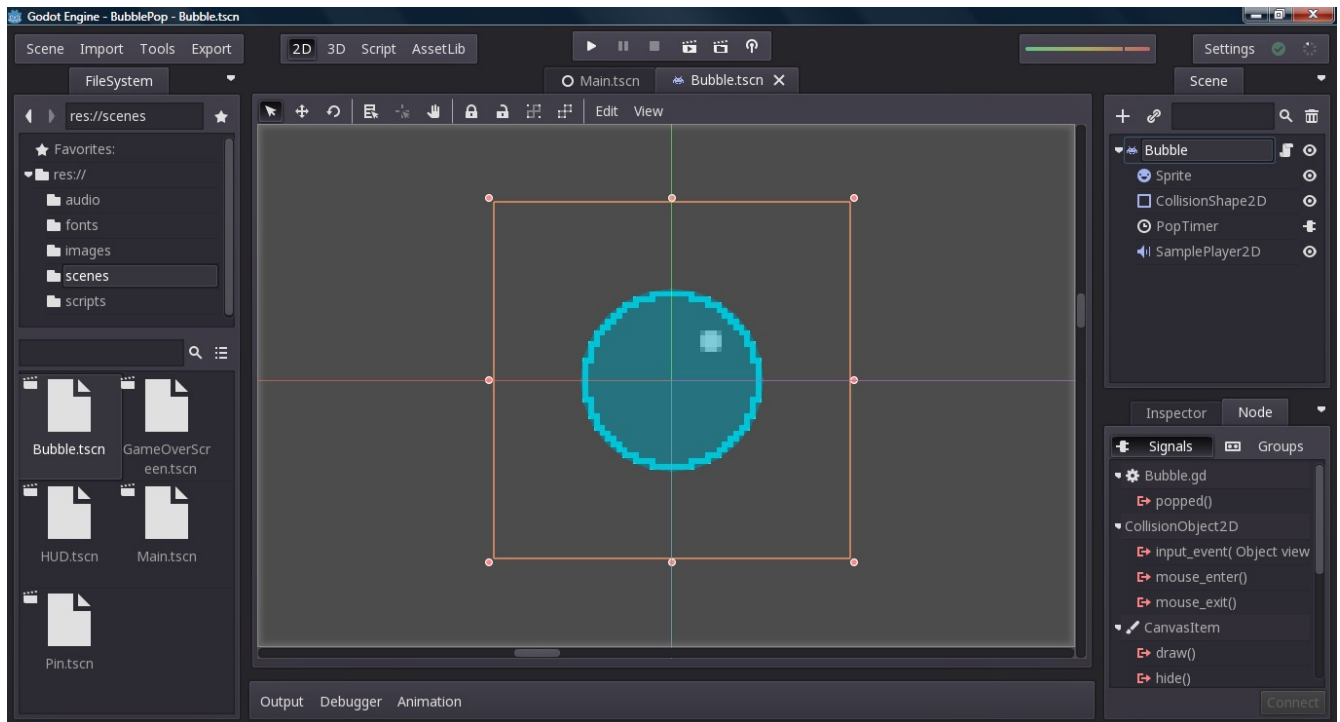 Godot Engine - BubblePop - Bubble.tscn
Scene Import Tools Export
2D 3D Script AssetLib
Settings
FileSystem
Main.tscn
Bubble.tscn
Scene
res://scenes
Edit View
Favorites:
res://
audio
fonts
images
scenes
scripts
Bubble
Sprite
CollisionShape2D
PopTimer
SamplePlayer2D
Bubble.tscn
GameOverScr
een.tscn
HUD.tscn
Main.tscn
Pin.tscn
Inspector Node
Signals Groups
Bubble.gd
popped()
CollisionObject2D
input_event( Object view
mouse_enter()
mouse_exit()
CanvasItem
draw()
hide()
Connect
Output Debugger Animation